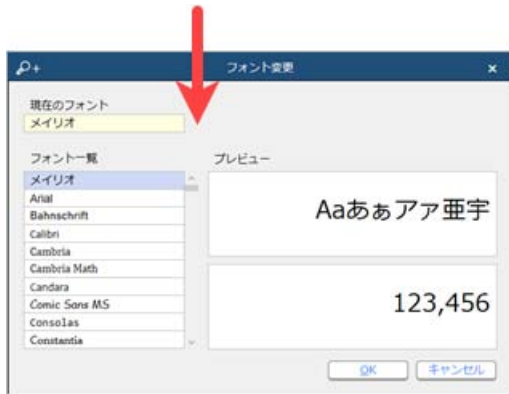 フォント変更
現在のフォント
メイリオ
フォント一覧
メイリオ
Arial
Bahnschrift
Calibri
Cambria
Cambria Math
Candara
Comic Sans MS
Consolas
Constantia
プレビュー
Aaあぁアァ亜宇
123,456
OK
キャンセル